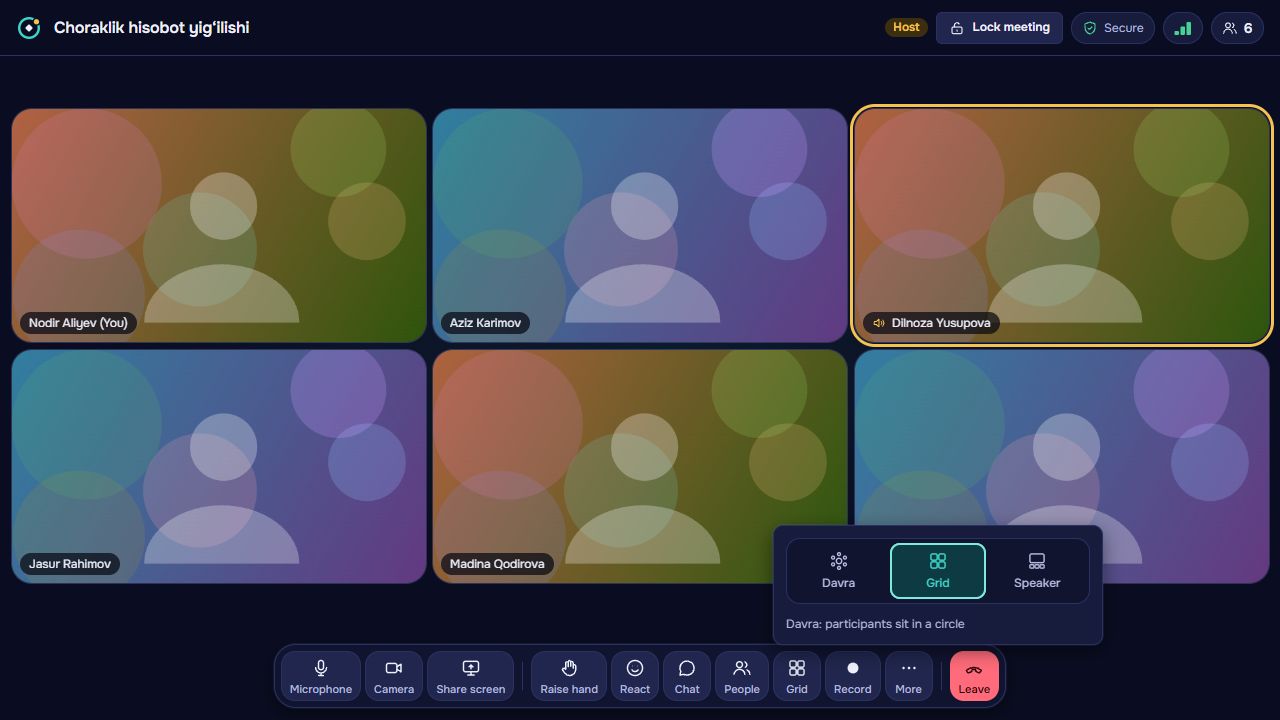 Choraklik hisobot yig‘ilishi
Host
Lock meeting
Secure
6
Nodir Aliyev (You)
Aziz Karimov
Dilnoza Yusupova
Jasur Rahimov
Madina Qodirova
Davra
Grid
Speaker
Davra: participants sit in a circle
Microphone
Camera
Share screen
Raise hand
React
Chat
People
Grid
Record
More
Leave